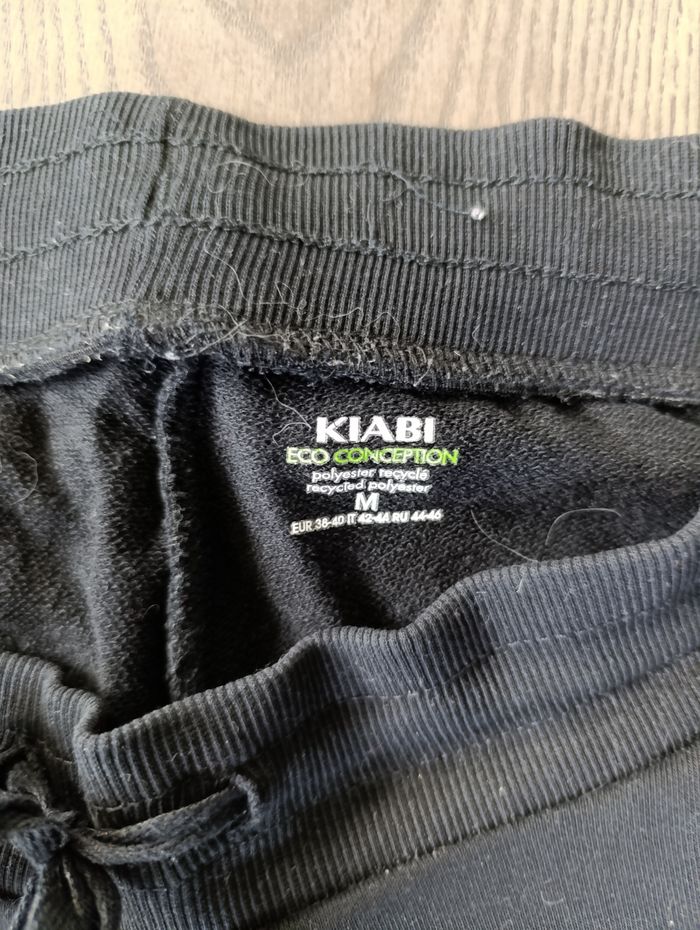 KIABI
ECO CONCEPTION
polyester recyclé
recycled polyester
M
EUR 38-40 IT 42-44 RU 44-46